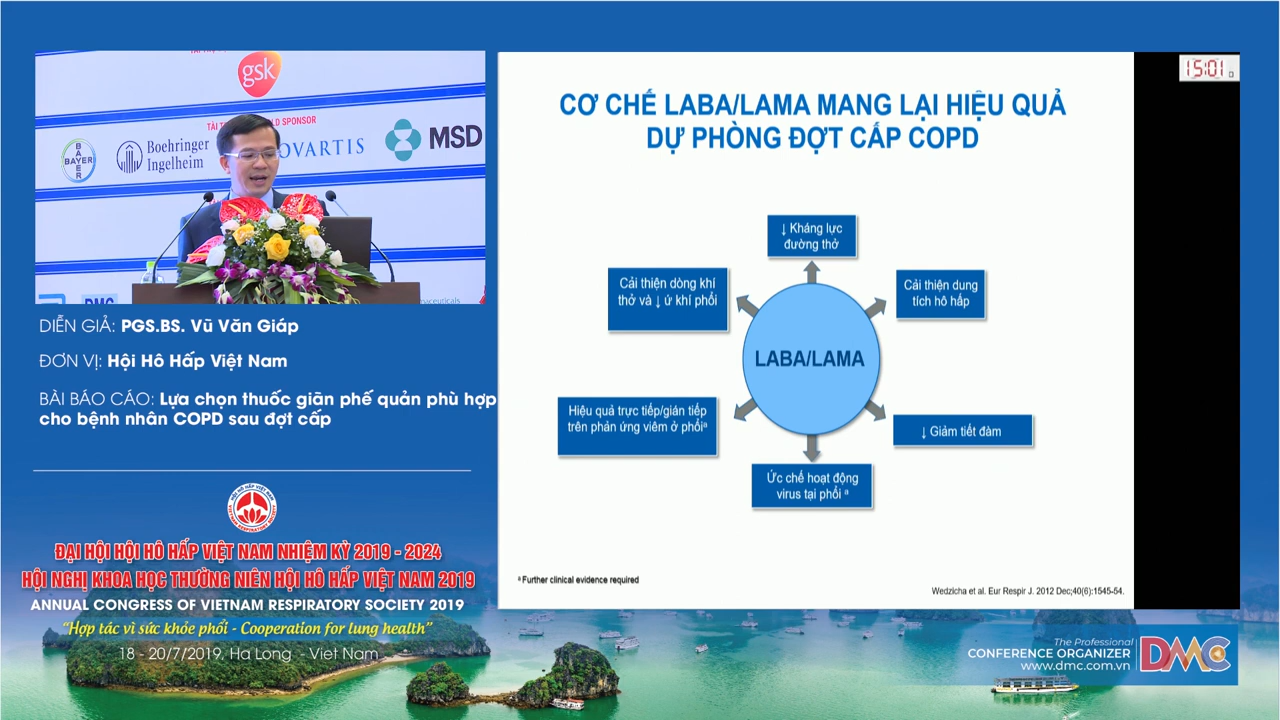 gsk
BAYER
Boehringer
Ingelheim
MSD
DIỄN GIẢ: PGS.BS. Vũ Văn Giáp
ĐƠN VỊ: Hội Hô Hấp Việt Nam
BÀI BÁO CÁO: Lựa chọn thuốc giãn phế quản phù hợp
cho bệnh nhân COPD sau đợt cấp
HỘI HÔ HẤP VIỆT NAM
VIETNAM RESPIRATORY SOCIETY
ĐẠI HỘI HỘI HÔ HẤP VIỆT NAM NHIỆM KỲ 2019 - 2024
HỘI NGHỊ KHOA HỌC THƯỜNG NIÊN HỘI HÔ HẤP VIỆT NAM 2019
ANNUAL CONGRESS OF VIETNAM RESPIRATORY SOCIETY 2019
“Hợp tác vì sức khỏe phổi - Cooperation for lung health”
18 - 20/7/2019, Ha Long - Viet Nam
15:01
CƠ CHẾ LABA/LAMA MANG LẠI HIỆU QUẢ
DỰ PHÒNG ĐỢT CẤP COPD
↓ Kháng lực
đường thở
Cải thiện dòng khí
thở và ↓ ứ khí phổi
Cải thiện dung
tích hô hấp
LABA/LAMA
Hiệu quả trực tiếp/gián tiếp
trên phản ứng viêm ở phổiª
↓ Giảm tiết đàm
Ức chế hoạt động
virus tại phổi ª
ª Further clinical evidence required
Wedzicha et al. Eur Respir J. 2012 Dec;40(6):1545-54.
The Professional
CONFERENCE ORGANIZER
www.dmc.com.vn
DMC